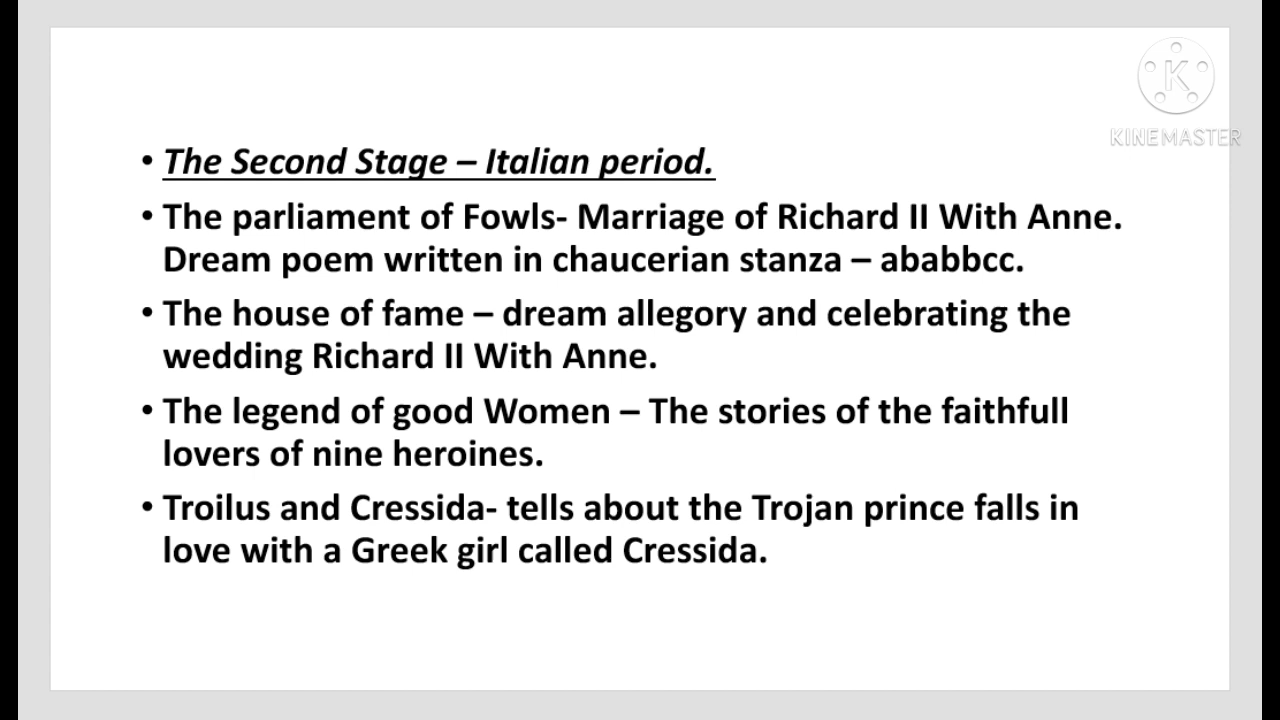 K
KINEMASTER
• The Second Stage – Italian period.
• The parliament of Fowls- Marriage of Richard II With Anne.
Dream poem written in chaucerian stanza – ababbcc.
• The house of fame – dream allegory and celebrating the
wedding Richard II With Anne.
• The legend of good Women – The stories of the faithfull
lovers of nine heroines.
• Troilus and Cressida- tells about the Trojan prince falls in
love with a Greek girl called Cressida.